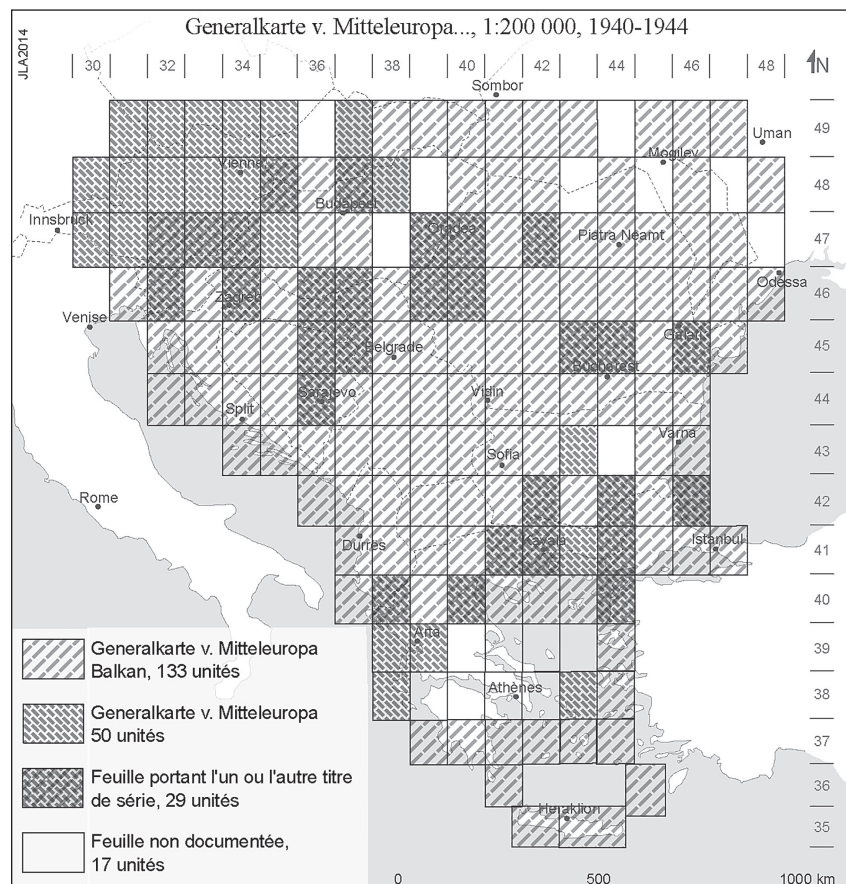 Generalkarte v. Mitteleuropa..., 1:200 000, 1940-1944
JLA2014
30 32 34 36 38 40 42 44 46 48
N
Sombor
49
Uman
Mogilev
Vienne
48
Budapest
Innsbruck
Oradea
Piatra Neamt
47
Odessa
Zagreb
46
Venise
Galati
Belgrade
45
Bucharest
Sarajevo
Vidin
44
Split
Varna
Sofia
43
Rome
42
Durrës
Kavala
Istanbul
41
40
Arta
39
Athènes
38
37
36
Heraklion
35
Generalkarte v. Mitteleuropa
Balkan, 133 unités
Generalkarte v. Mitteleuropa
50 unités
Feuille portant l'un ou l'autre titre
de série, 29 unités
Feuille non documentée,
17 unités
0 500 1000 km